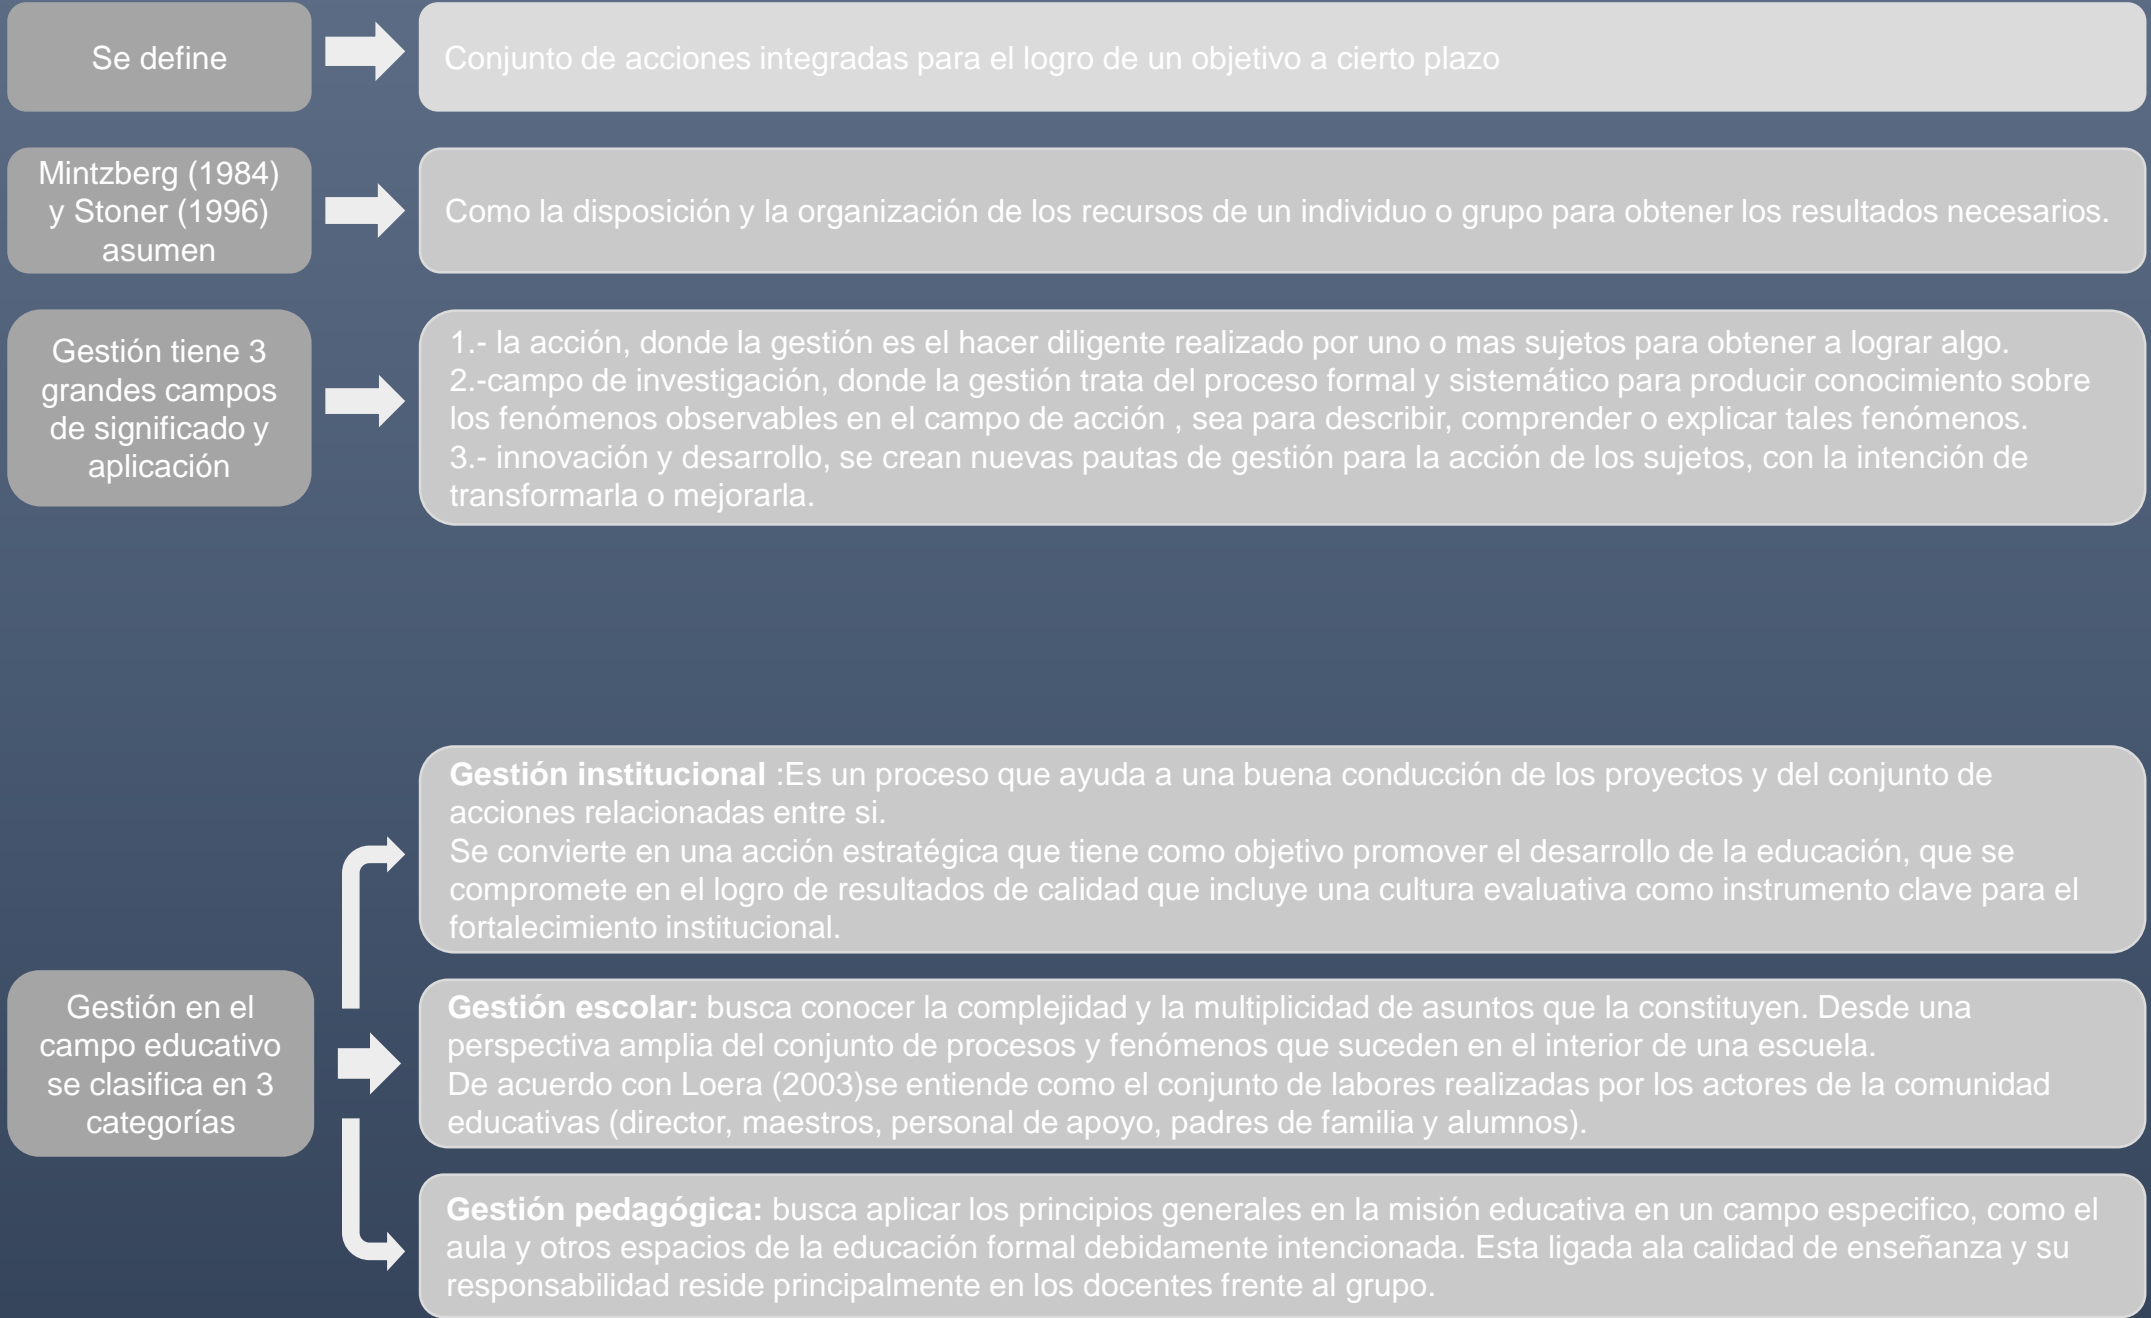 Se define
Conjunto de acciones integradas para el logro de un objetivo a cierto plazo
Mintzberg (1984)
y Stoner (1996)
asumen
Como la disposición y la organización de los recursos de un individuo o grupo para obtener los resultados necesarios.
Gestión tiene 3
grandes campos
de significado y
aplicación
1.- la acción, donde la gestión es el hacer diligente realizado por uno o mas sujetos para obtener a lograr algo.
2.-campo de investigación, donde la gestión trata del proceso formal y sistemático para producir conocimiento sobre
los fenómenos observables en el campo de acción , sea para describir, comprender o explicar tales fenómenos.
3.- innovación y desarrollo, se crean nuevas pautas de gestión para la acción de los sujetos, con la intención de
transformarla o mejorarla.
Gestión en el
campo educativo
se clasifica en 3
categorías
Gestión institucional :Es un proceso que ayuda a una buena conducción de los proyectos y del conjunto de
acciones relacionadas entre si.
Se convierte en una acción estratégica que tiene como objetivo promover el desarrollo de la educación, que se
compromete en el logro de resultados de calidad que incluye una cultura evaluativa como instrumento clave para el
fortalecimiento institucional.
Gestión escolar: busca conocer la complejidad y la multiplicidad de asuntos que la constituyen. Desde una
perspectiva amplia del conjunto de procesos y fenómenos que suceden en el interior de una escuela.
De acuerdo con Loera (2003)se entiende como el conjunto de labores realizadas por los actores de la comunidad
educativas (director, maestros, personal de apoyo, padres de familia y alumnos).
Gestión pedagógica: busca aplicar los principios generales en la misión educativa en un campo especifico, como el
aula y otros espacios de la educación formal debidamente intencionada. Esta ligada ala calidad de enseñanza y su
responsabilidad reside principalmente en los docentes frente al grupo.